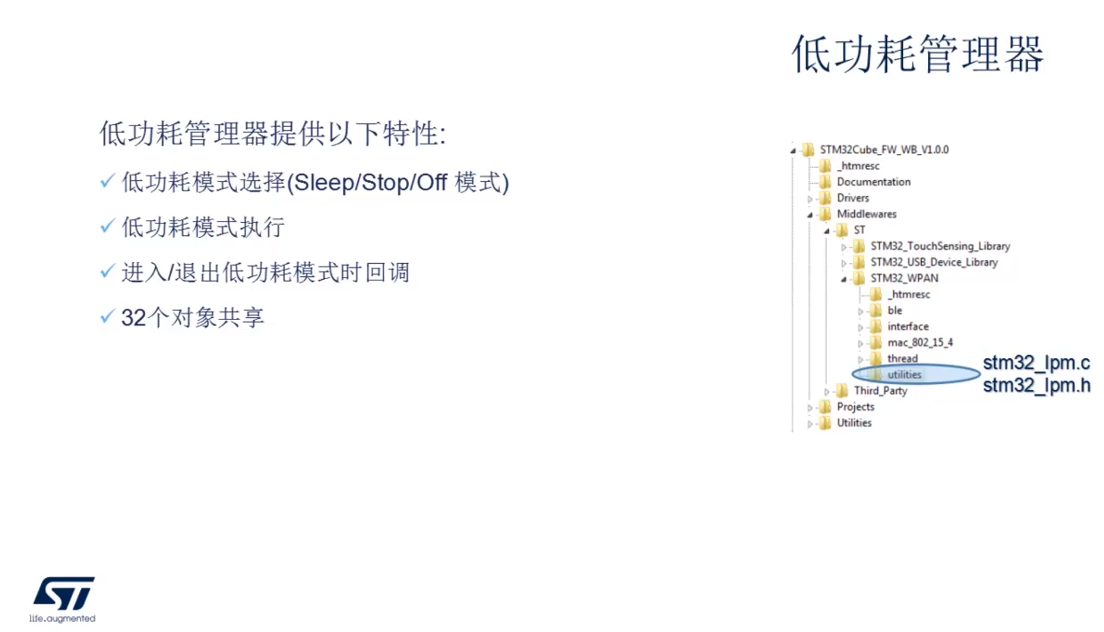 低功耗管理器
低功耗管理器提供以下特性:
低功耗模式选择(Sleep/Stop/Off 模式)
低功耗模式执行
进入/退出低功耗模式时回调
32个对象共享
STM32Cube_FW_WB_V1.0.0
_htmresc
Documentation
Drivers
Middlewares
ST
STM32_TouchSensing_Library
STM32_USB_Device_Library
STM32_WPAN
_htmresc
ble
interface
mac_802_15_4
thread
utilities
stm32_lpm.c
stm32_lpm.h
Third_Party
Projects
Utilities
ST
life.augmented